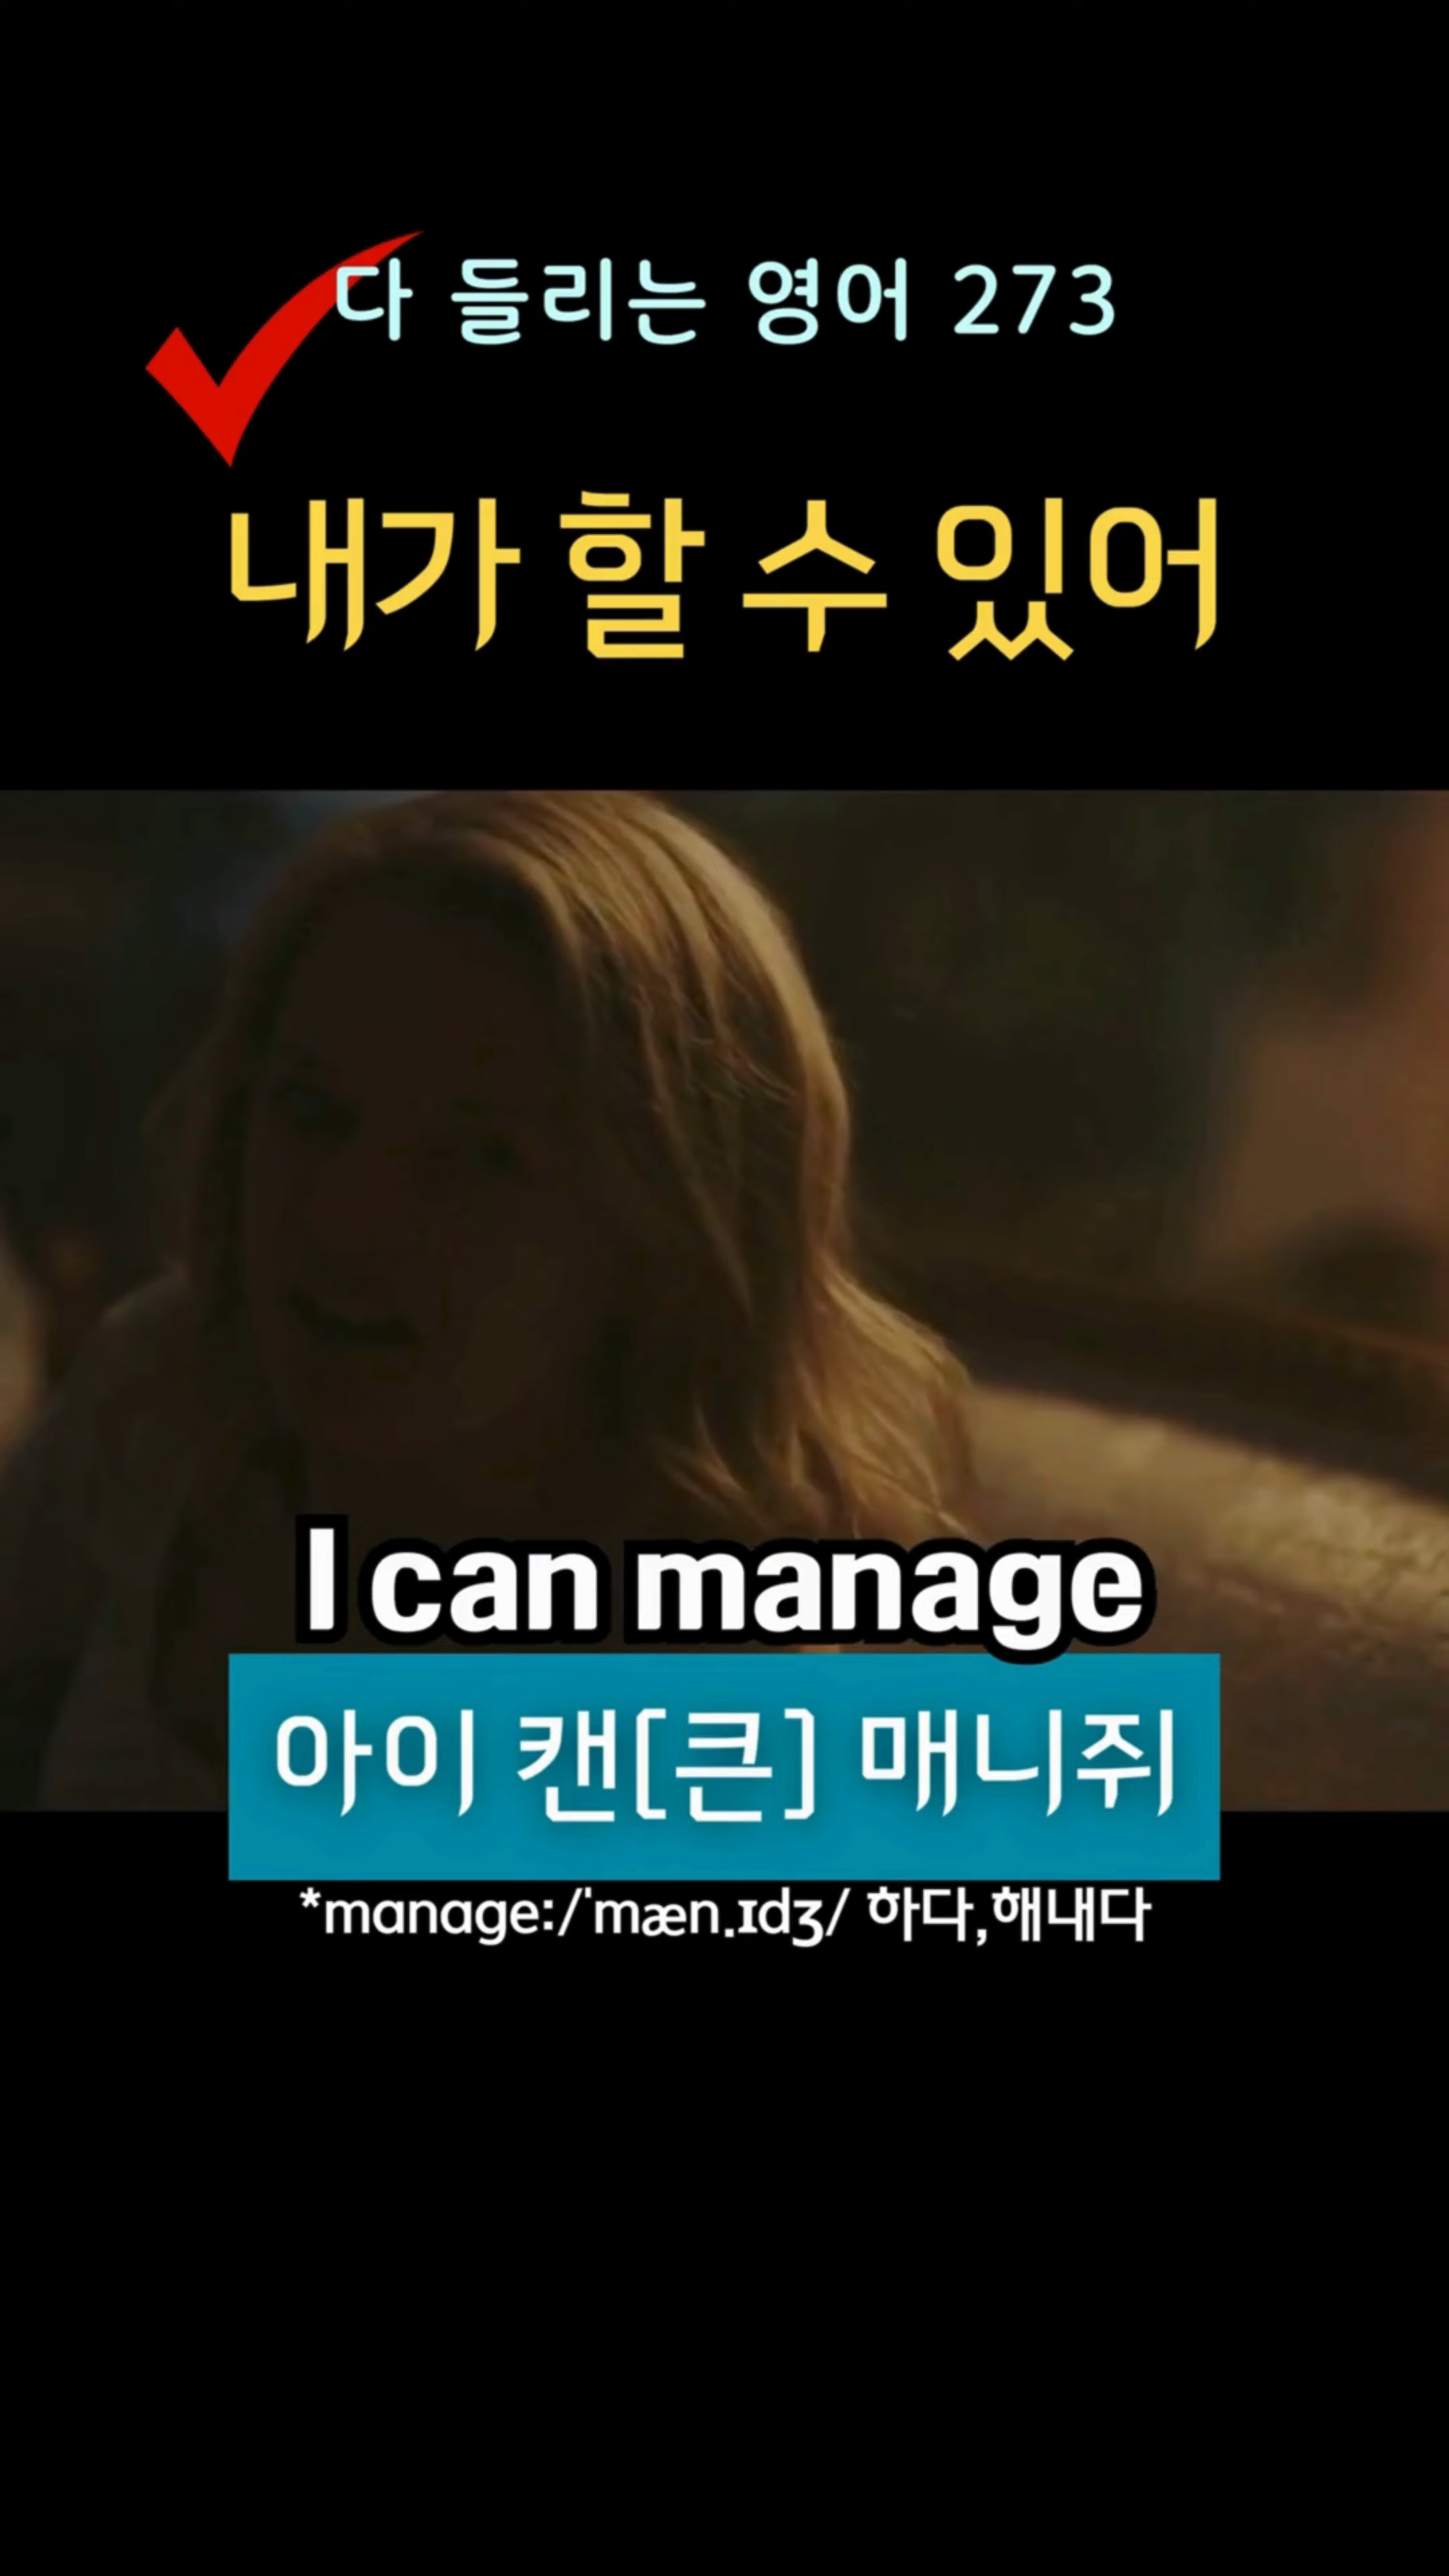 다 들리는 영어 273
내가 할 수 있어
I can manage
아이 캔[큰] 매니쥐
*manage:/ˈmæn.ɪdʒ/ 하다,해내다